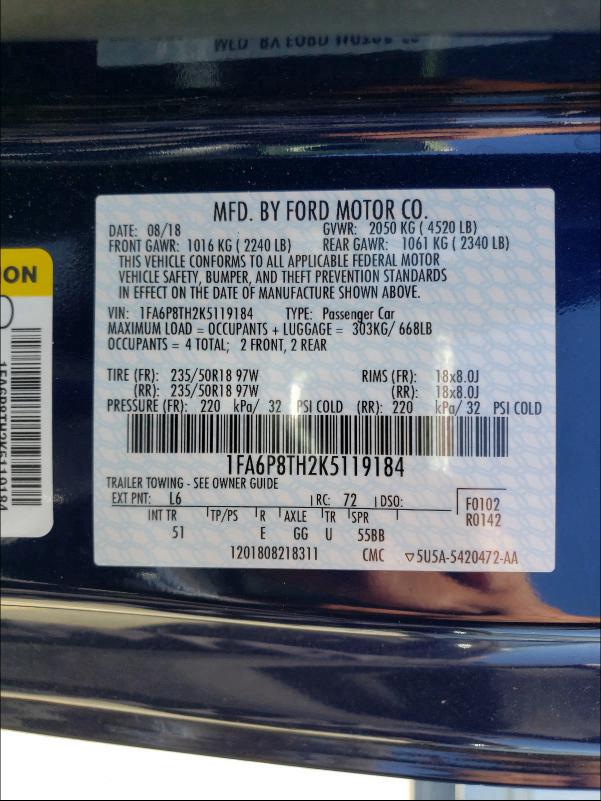 MFD. BY FORD MOTOR CO.
MFD. BY FORD MOTOR CO.
DATE: 08/18 GVWR: 2050 KG ( 4520 LB)
FRONT GAWR: 1016 KG ( 2240 LB) REAR GAWR: 1061 KG ( 2340 LB)
THIS VEHICLE CONFORMS TO ALL APPLICABLE FEDERAL MOTOR
VEHICLE SAFETY, BUMPER, AND THEFT PREVENTION STANDARDS
IN EFFECT ON THE DATE OF MANUFACTURE SHOWN ABOVE.
VIN: 1FA6P8TH2K5119184 TYPE: Passenger Car
MAXIMUM LOAD = OCCUPANTS + LUGGAGE = 303KG/ 668LB
OCCUPANTS = 4 TOTAL; 2 FRONT, 2 REAR
TIRE (FR): 235/50R18 97W RIMS (FR): 18x8.0J
(RR): 235/50R18 97W (RR): 18x8.0J
PRESSURE (FR): 220 kPa/ 32 PSI COLD (RR): 220 kPa/ 32 PSI COLD
1FA6P8TH2K5119184
TRAILER TOWING - SEE OWNER GUIDE
EXT PNT: L6 RC: 72 DSO:
F0102
R0142
INT TR TP/PS R AXLE TR SPR
51 E GG U 55BB
1201808218311 CMC ▽5U5A-5420472-AA
ON
1FA6P8TH2K5119184